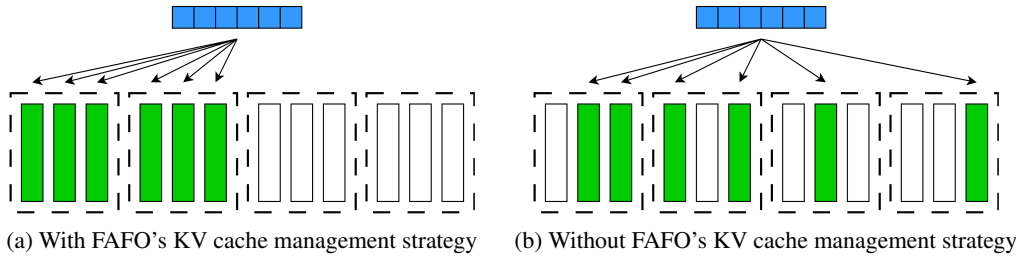 (a) With FAFO's KV cache management strategy
(b) Without FAFO's KV cache management strategy